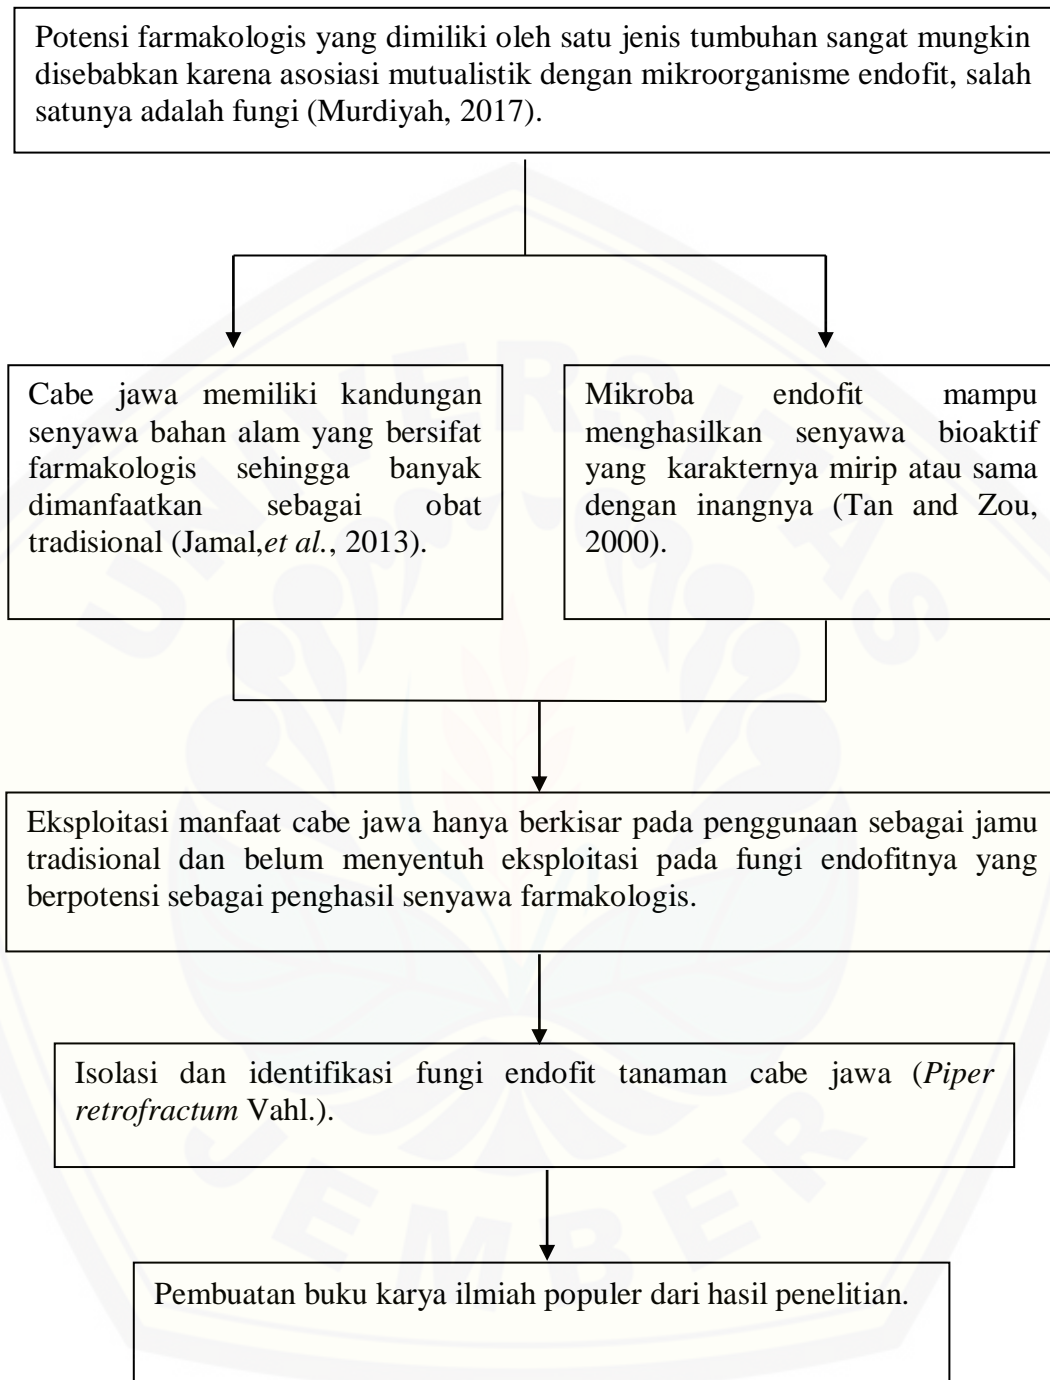 Potensi farmakologis yang dimiliki oleh satu jenis tumbuhan sangat mungkin
disebabkan karena asosiasi mutualistik dengan mikroorganisme endofit, salah
satunya adalah fungi (Murdiyah, 2017).
Cabe jawa memiliki kandungan
senyawa bahan alam yang bersifat
farmakologis sehingga banyak
dimanfaatkan sebagai obat
tradisional (Jamal,et al., 2013).
Mikroba endofit mampu
menghasilkan senyawa bioaktif
yang karakternya mirip atau sama
dengan inangnya (Tan and Zou,
2000).
Eksploitasi manfaat cabe jawa hanya berkisar pada penggunaan sebagai jamu
tradisional dan belum menyentuh eksploitasi pada fungi endofitnya yang
berpotensi sebagai penghasil senyawa farmakologis.
Isolasi dan identifikasi fungi endofit tanaman cabe jawa (Piper
retrofractum Vahl.).
Pembuatan buku karya ilmiah populer dari hasil penelitian.
UNIVERSITAS
JEMBER